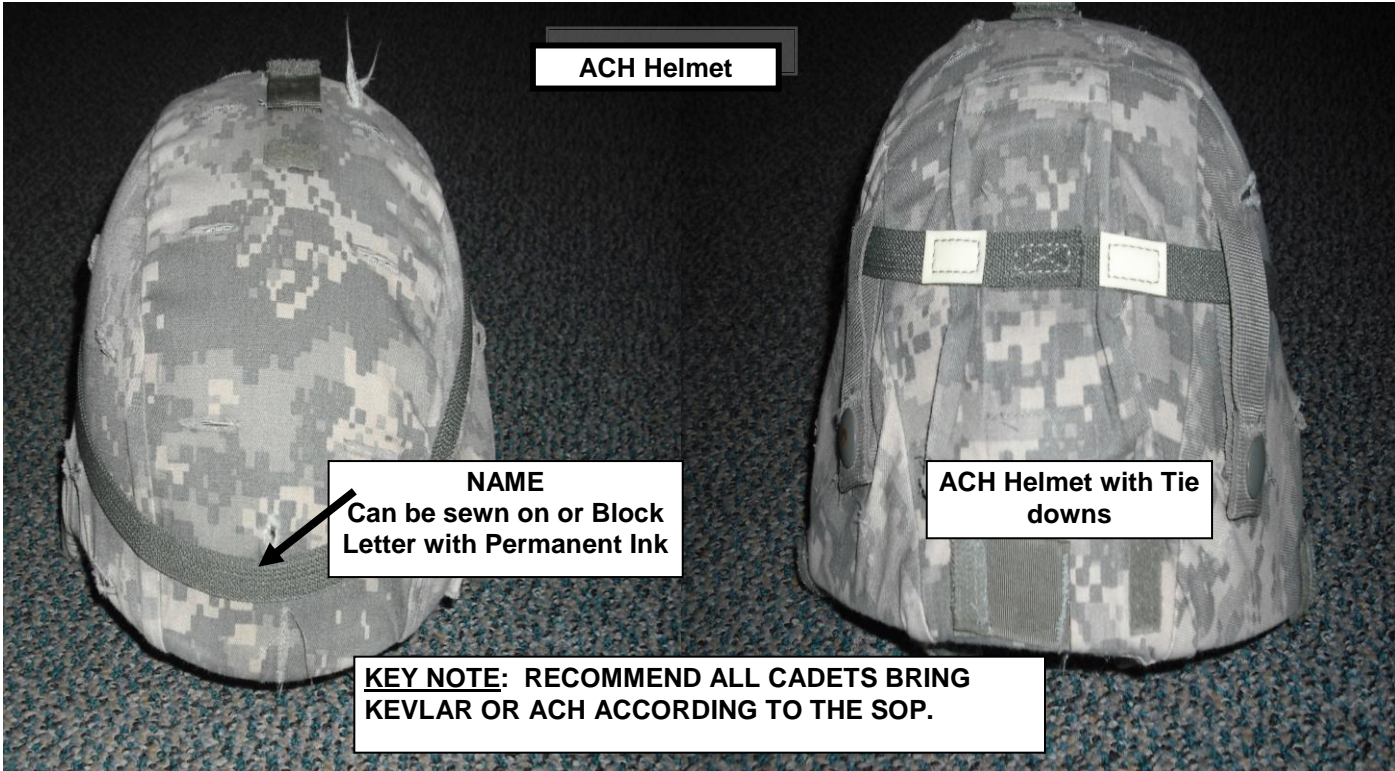 ACH Helmet
NAME
Can be sewn on or Block
Letter with Permanent Ink
ACH Helmet with Tie
downs
KEY NOTE: RECOMMEND ALL CADETS BRING
KEVLAR OR ACH ACCORDING TO THE SOP.